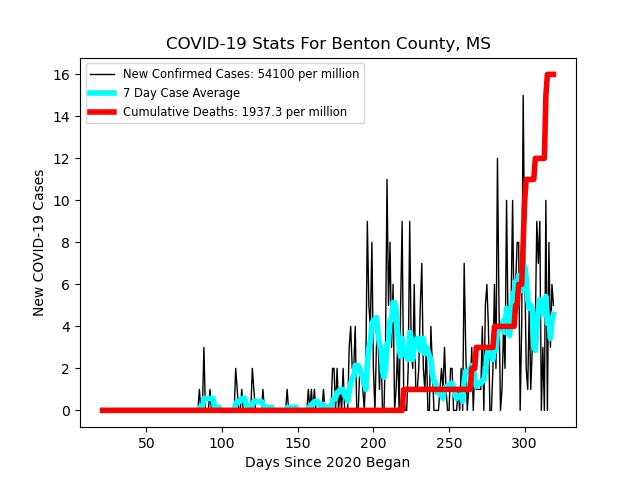 COVID-19 Stats For Benton County, MS
New Confirmed Cases: 54100 per million
7 Day Case Average
Cumulative Deaths: 1937.3 per million
16
14
12
10
8
6
4
2
0
New COVID-19 Cases
50 100 150 200 250 300
Days Since 2020 Began